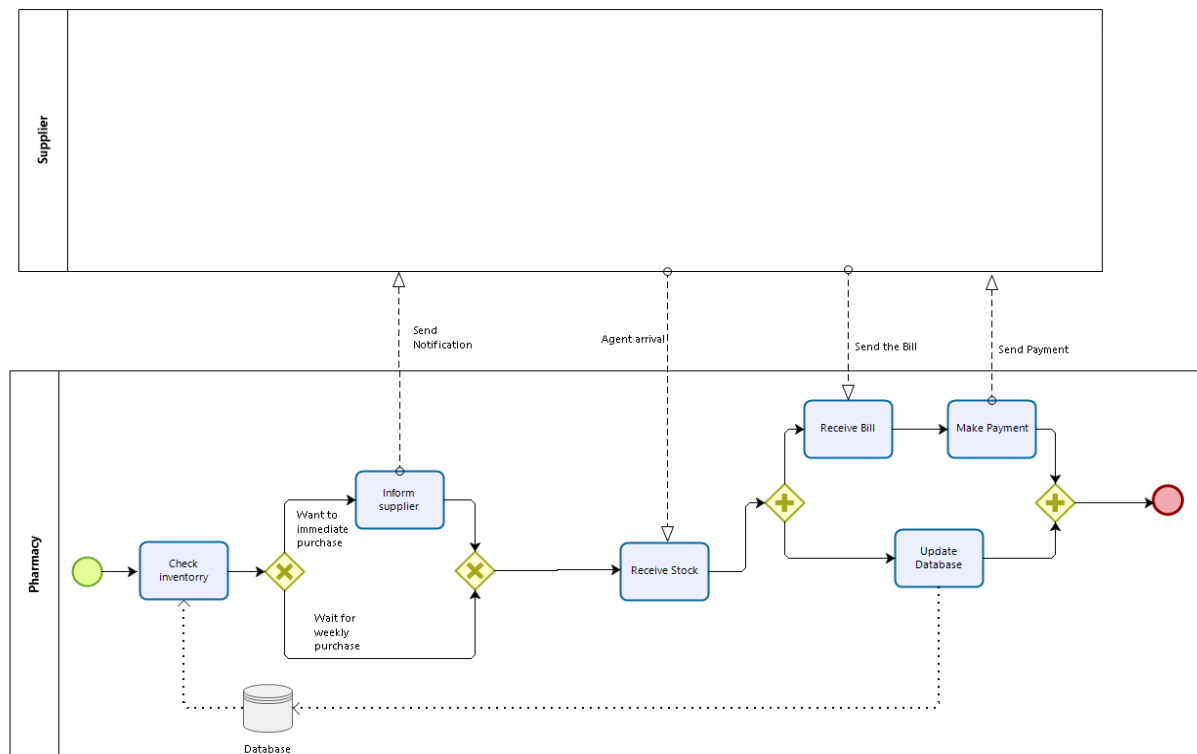 Supplier
Send
Notification
Agent arrival
Send the Bill
Send Payment
Pharmacy
Receive Bill
Make Payment
Inform
supplier
Want to
immediate
purchase
Check
inventorry
Receive Stock
Update
Database
Wait for
weekly
purchase
Database